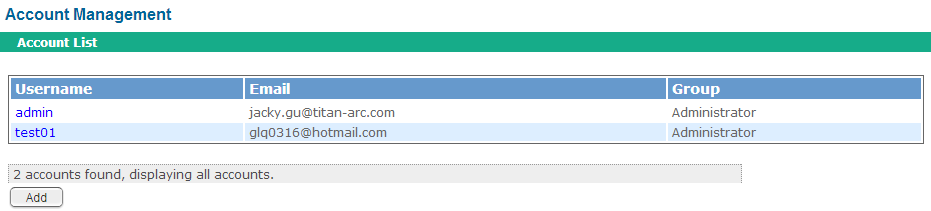 Account Management
Account List
Username Email Group
admin jacky.gu@titan-arc.com Administrator
test01 glq0316@hotmail.com Administrator
2 accounts found, displaying all accounts.
Add